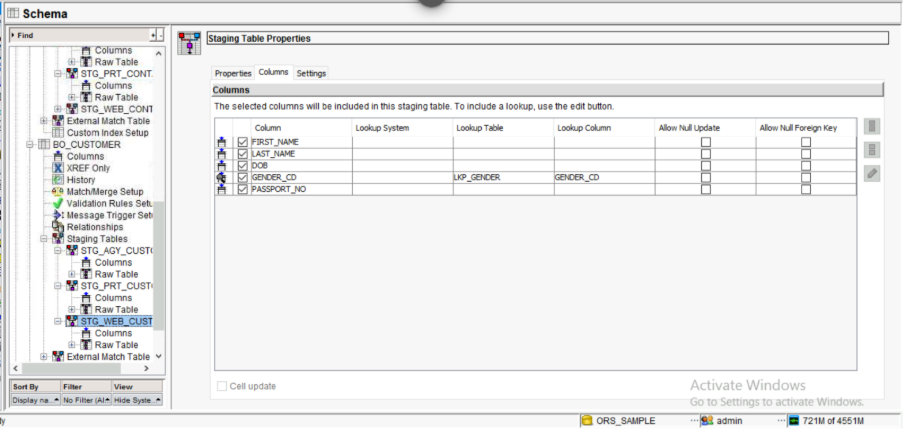 Schema
Find
+ -
Columns
Raw Table
STG_PRT_CONT
Columns
Raw Table
STG_WEB_CONT
External Match Table
Custom Index Setup
BO_CUSTOMER
Columns
XREF Only
History
Match/Merge Setup
Validation Rules Setu
Message Trigger Setu
Relationships
Staging Tables
STG_AGY_CUST
Columns
Raw Table
STG_PRT_CUST
Columns
Raw Table
STG_WEB_CUST
Columns
Raw Table
External Match Table
Sort By Filter View
Display na... No Filter (Al Hide Syste...
Staging Table Properties
Properties Columns Settings
Columns
The selected columns will be included in this staging table. To include a lookup, use the edit button.
Column Lookup System Lookup Table Lookup Column Allow Null Update Allow Null Foreign Key
FIRST_NAME
LAST_NAME
DOB
GENDER_CD LKP_GENDER GENDER_CD
PASSPORT_NO
Cell update
Activate Windows
Go to Settings to activate Windows.
ORS_SAMPLE ... admin ... 721M of 4551M